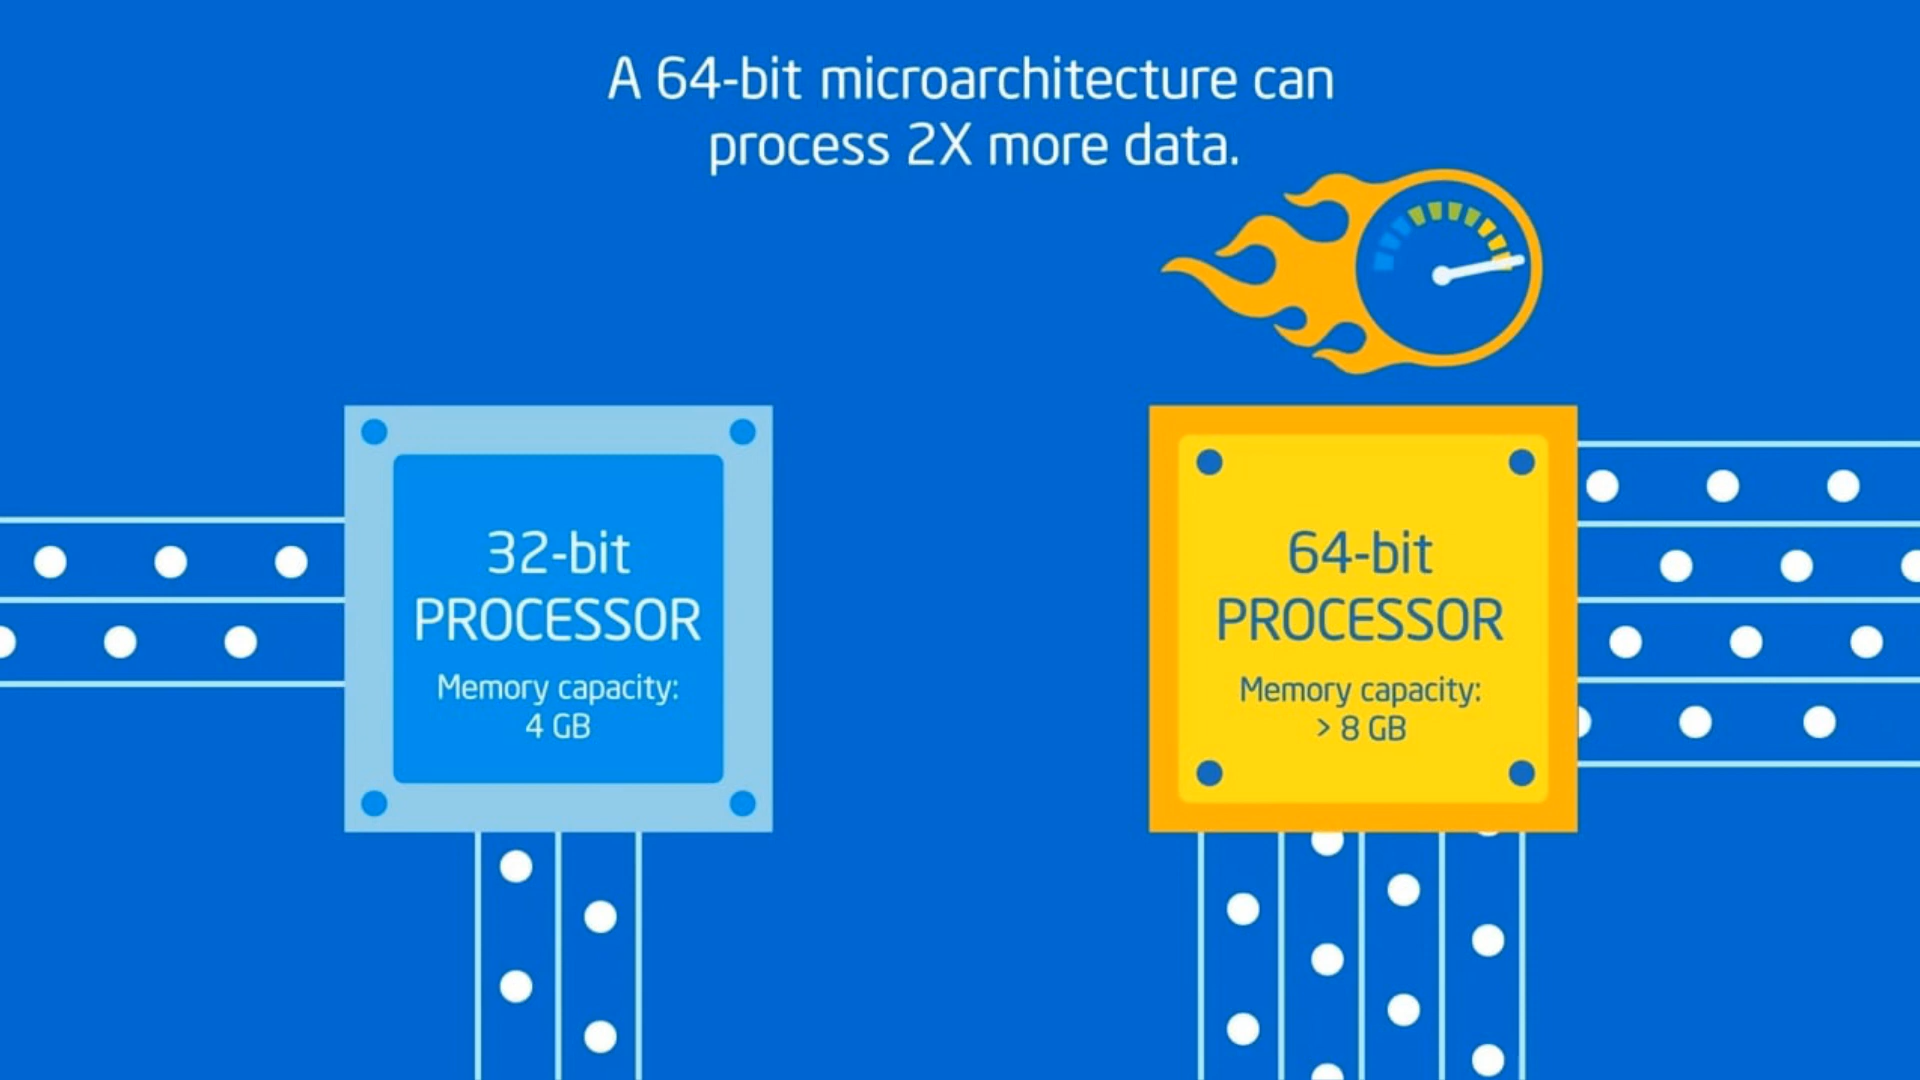 A 64-bit microarchitecture can
process 2X more data.
32-bit
PROCESSOR
Memory capacity:
4 GB
64-bit
PROCESSOR
Memory capacity:
> 8 GB